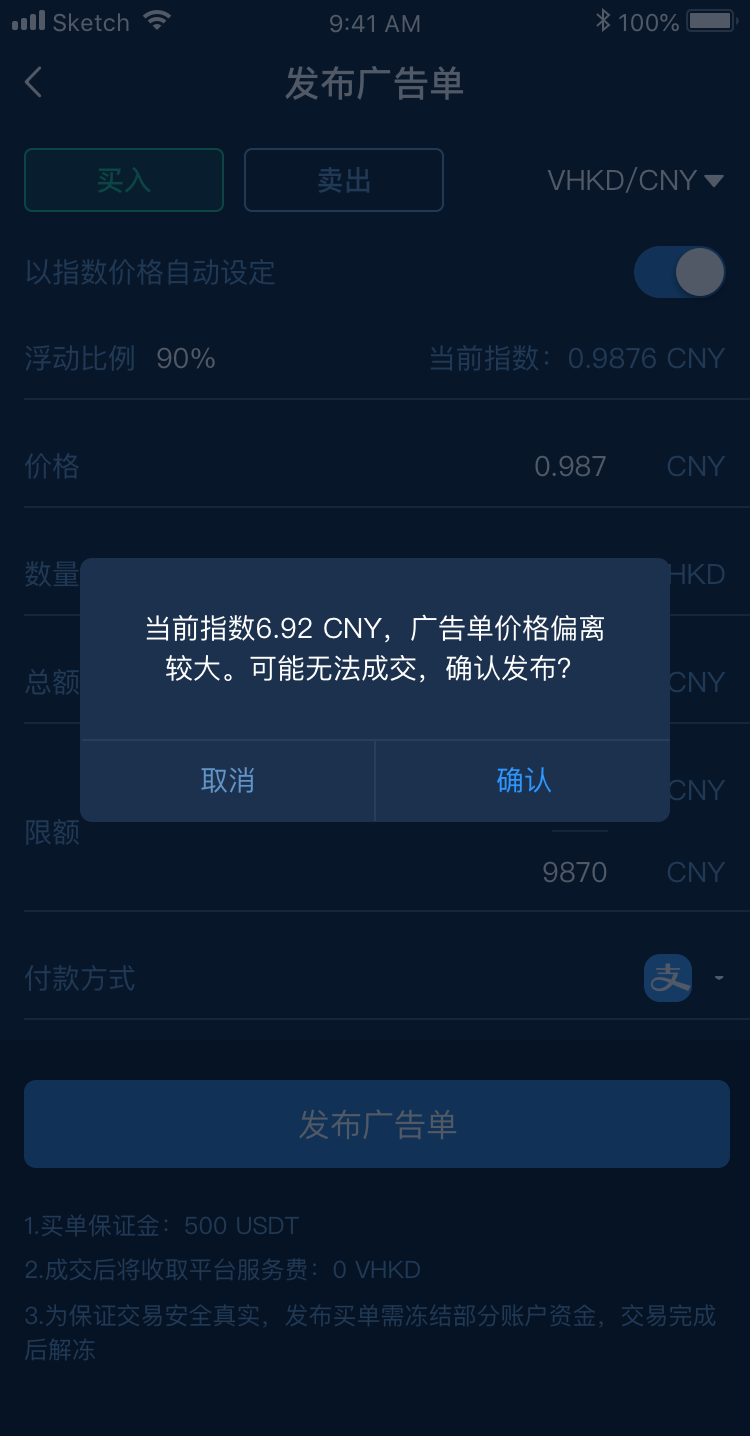 Sketch 9:41 AM 100%
发布广告单
买入 卖出 VHKD/CNY
以指数价格自动设定
浮动比例 90% 当前指数：0.9876 CNY
价格 0.987 CNY
数量 HKD
当前指数6.92 CNY，广告单价格偏离
较大。可能无法成交，确认发布？
总额 CNY
取消 确认
CNY
限额
9870 CNY
付款方式 支
发布广告单
1.买单保证金：500 USDT
2.成交后将收取平台服务费：0 VHKD
3.为保证交易安全真实，发布买单需冻结部分账户资金，交易完成
后解冻